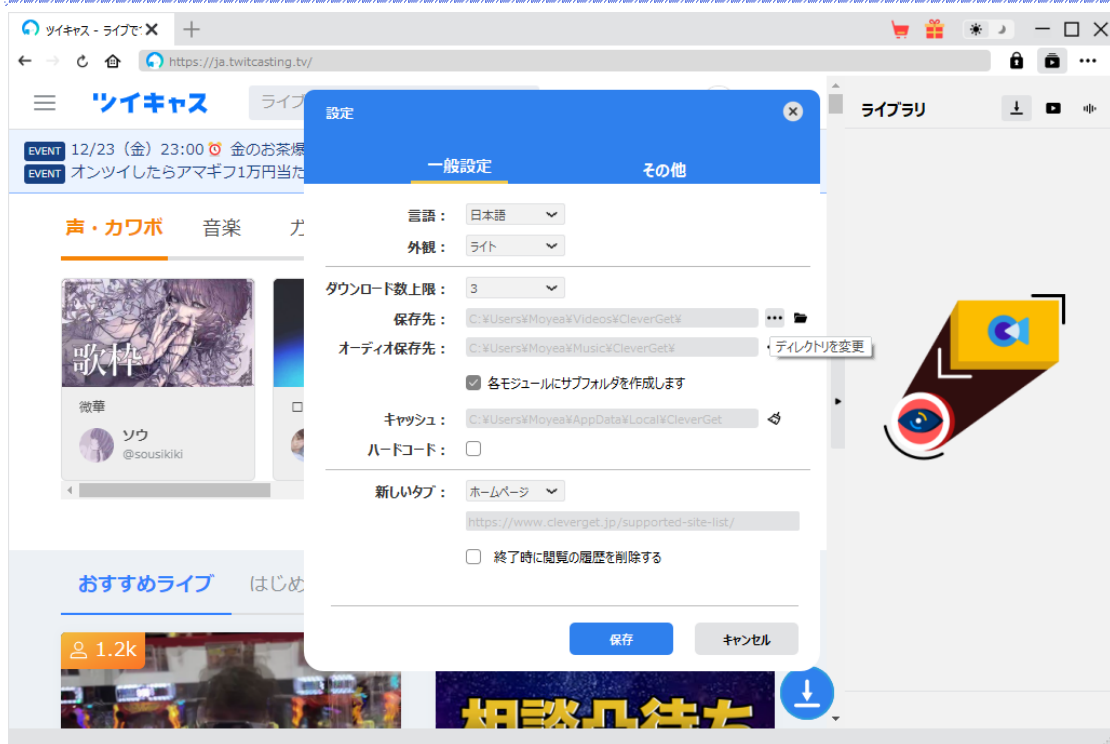 ツイキャス - ライブで
https://ja.twitcasting.tv/
ツイキャス
ライブ
ライブラリ
EVENT 12/23（金）23:00 ⏰ 金のお茶爆
EVENT オンツイしたらアマギフ1万円当た
声・カワボ
音楽
歌枠
微華
ソウ
@sousikiki
設定
一般設定
その他
言語：
日本語
外観：
ライト
ダウンロード数上限：
3
保存先：
C:¥Users¥Moyea¥Videos¥CleverGet¥
オーディオ保存先：
C:¥Users¥Moyea¥Music¥CleverGet¥
ディレクトリを変更
各モジュールにサブフォルダを作成します
キャッシュ：
C:¥Users¥Moyea¥AppData¥Local¥CleverGet
ハードコード：
新しいタブ：
ホームページ
https://www.cleverget.jp/supported-site-list/
終了時に閲覧の履歴を削除する
保存
キャンセル
おすすめライブ
はじめ
1.2k
相談凸待ち